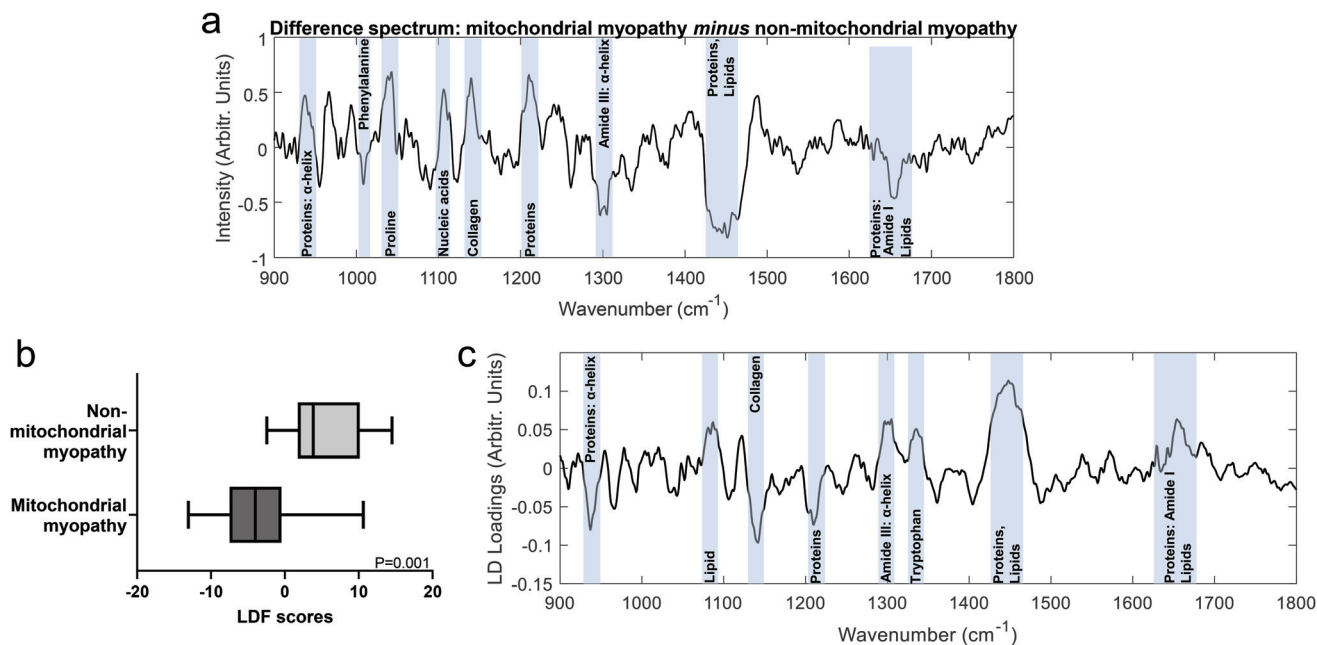 a
Difference spectrum: mitochondrial myopathy minus non-mitochondrial myopathy
Intensity (Arbitr. Units)
1
0.5
0
-0.5
-1
Proteins: α-helix
Phenylalanine
Proline
Nucleic acids
Collagen
Proteins
Amide III: α-helix
Proteins,
Lipids
Proteins:
Amide I
Lipids
900 1000 1100 1200 1300 1400 1500 1600 1700 1800
Wavenumber (cm-1)
b
Non-
mitochondrial
myopathy
Mitochondrial
myopathy
P=0.001
-20 -10 0 10 20
LDF scores
c
LD Loadings (Arbitr. Units)
0.1
0.05
0
-0.05
-0.1
-0.15
Proteins: α-helix
Lipid
Collagen
Proteins
Amide III: α-helix
Tryptophan
Proteins,
Lipids
Proteins: Amide I
Lipids
900 1000 1100 1200 1300 1400 1500 1600 1700 1800
Wavenumber (cm-1)